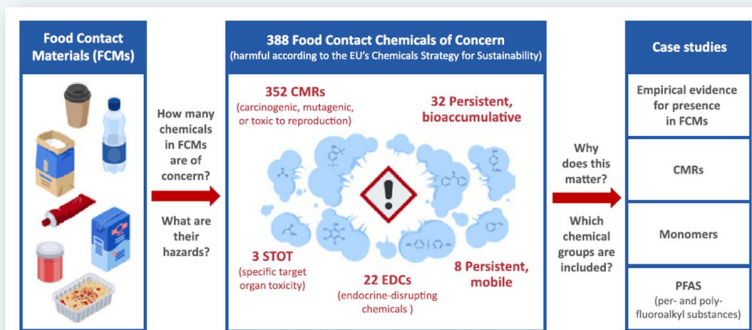 Food Contact
Materials (FCMs)
How many
chemicals
in FCMs
are of
concern?
What are
their
hazards?
388 Food Contact Chemicals of Concern
(harmful according to the EU's Chemicals Strategy for Sustainability)
352 CMRs
(carcinogenic, mutagenic,
or toxic to reproduction)
32 Persistent,
bioaccumulative
3 STOT
(specific target
organ toxicity)
22 EDCs
(endocrine-disrupting
chemicals )
8 Persistent,
mobile
Why
does this
matter?
Which
chemical
groups are
included?
Case studies
Empirical evidence
for presence
in FCMs
CMRs
Monomers
PFAS
(per- and poly-
fluoroalkyl substances)